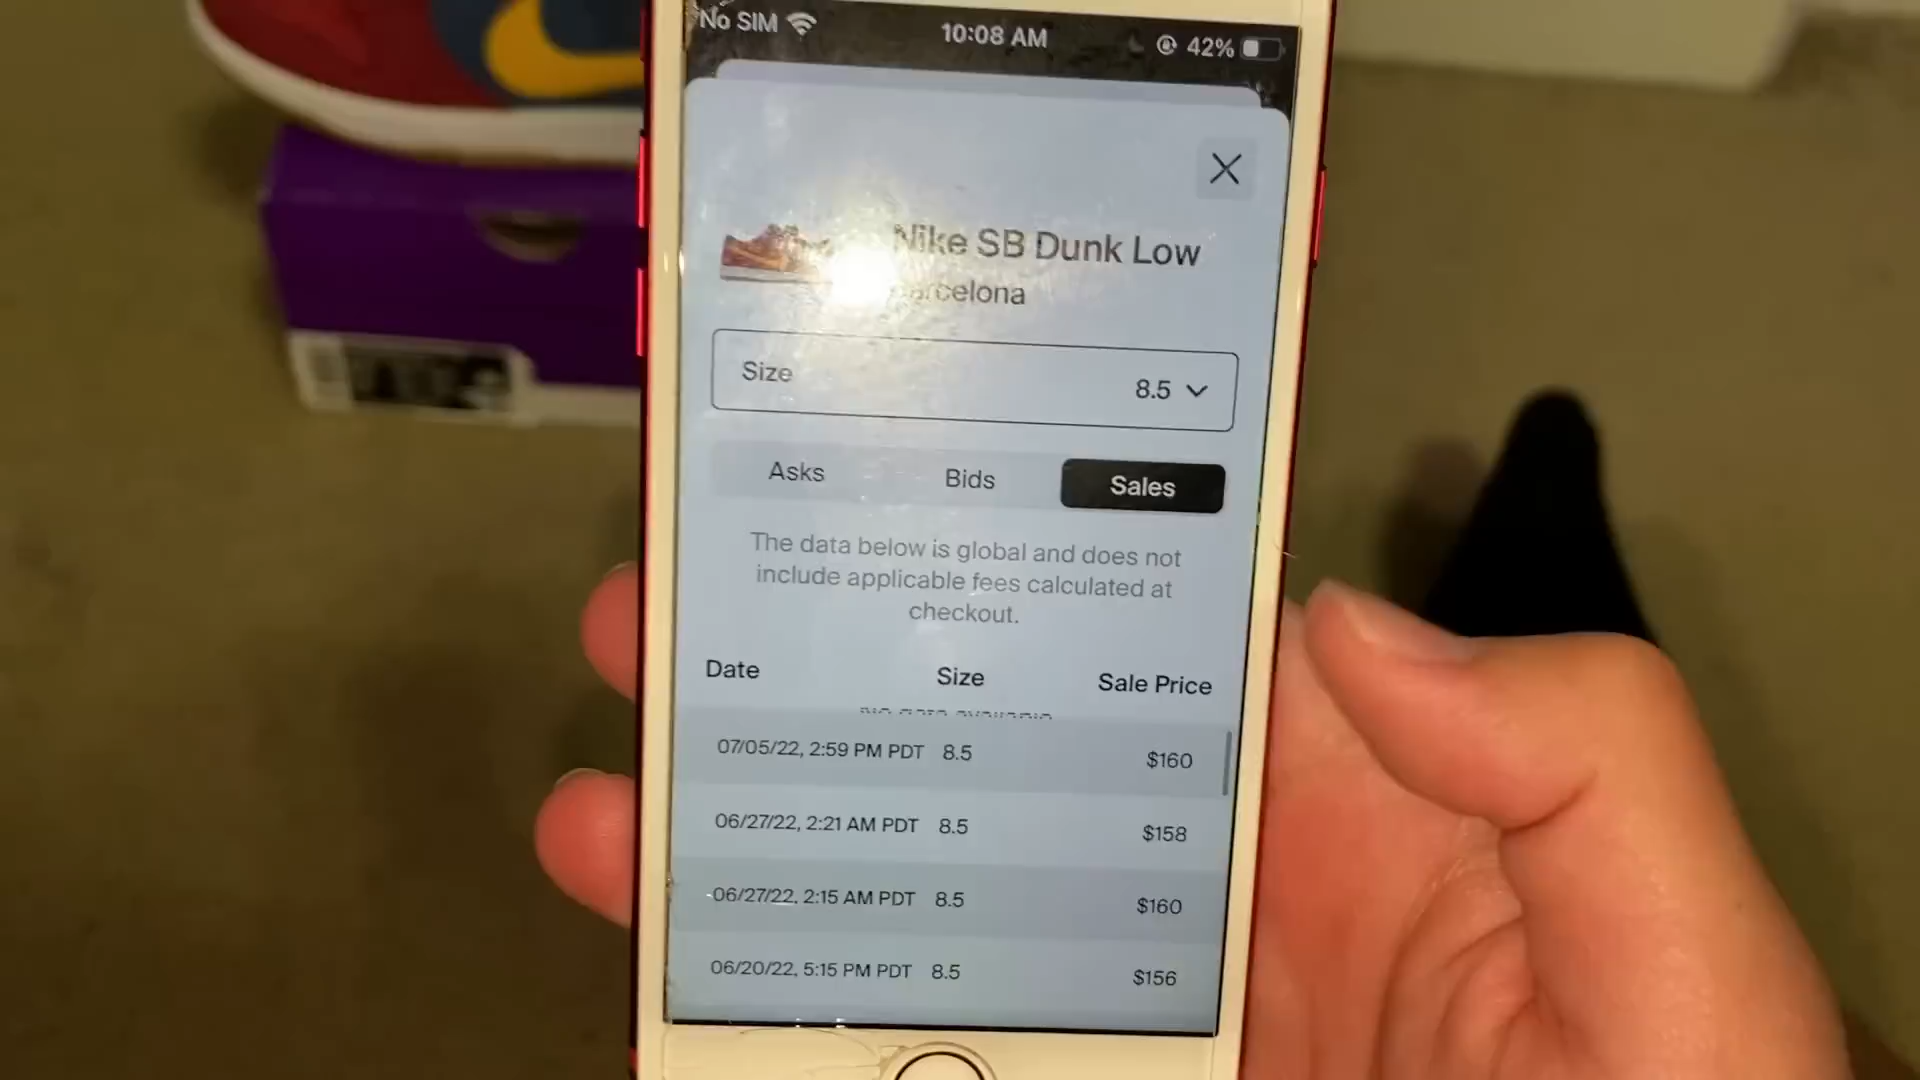 No SIM 10:08 AM 42%
Nike SB Dunk Low
Barcelona
Size 8.5
Asks Bids Sales
The data below is global and does not
include applicable fees calculated at
checkout.
Date Size Sale Price
07/05/22, 2:59 PM PDT 8.5 $160
06/27/22, 2:21 AM PDT 8.5 $158
06/27/22, 2:15 AM PDT 8.5 $160
06/20/22, 5:15 PM PDT 8.5 $156